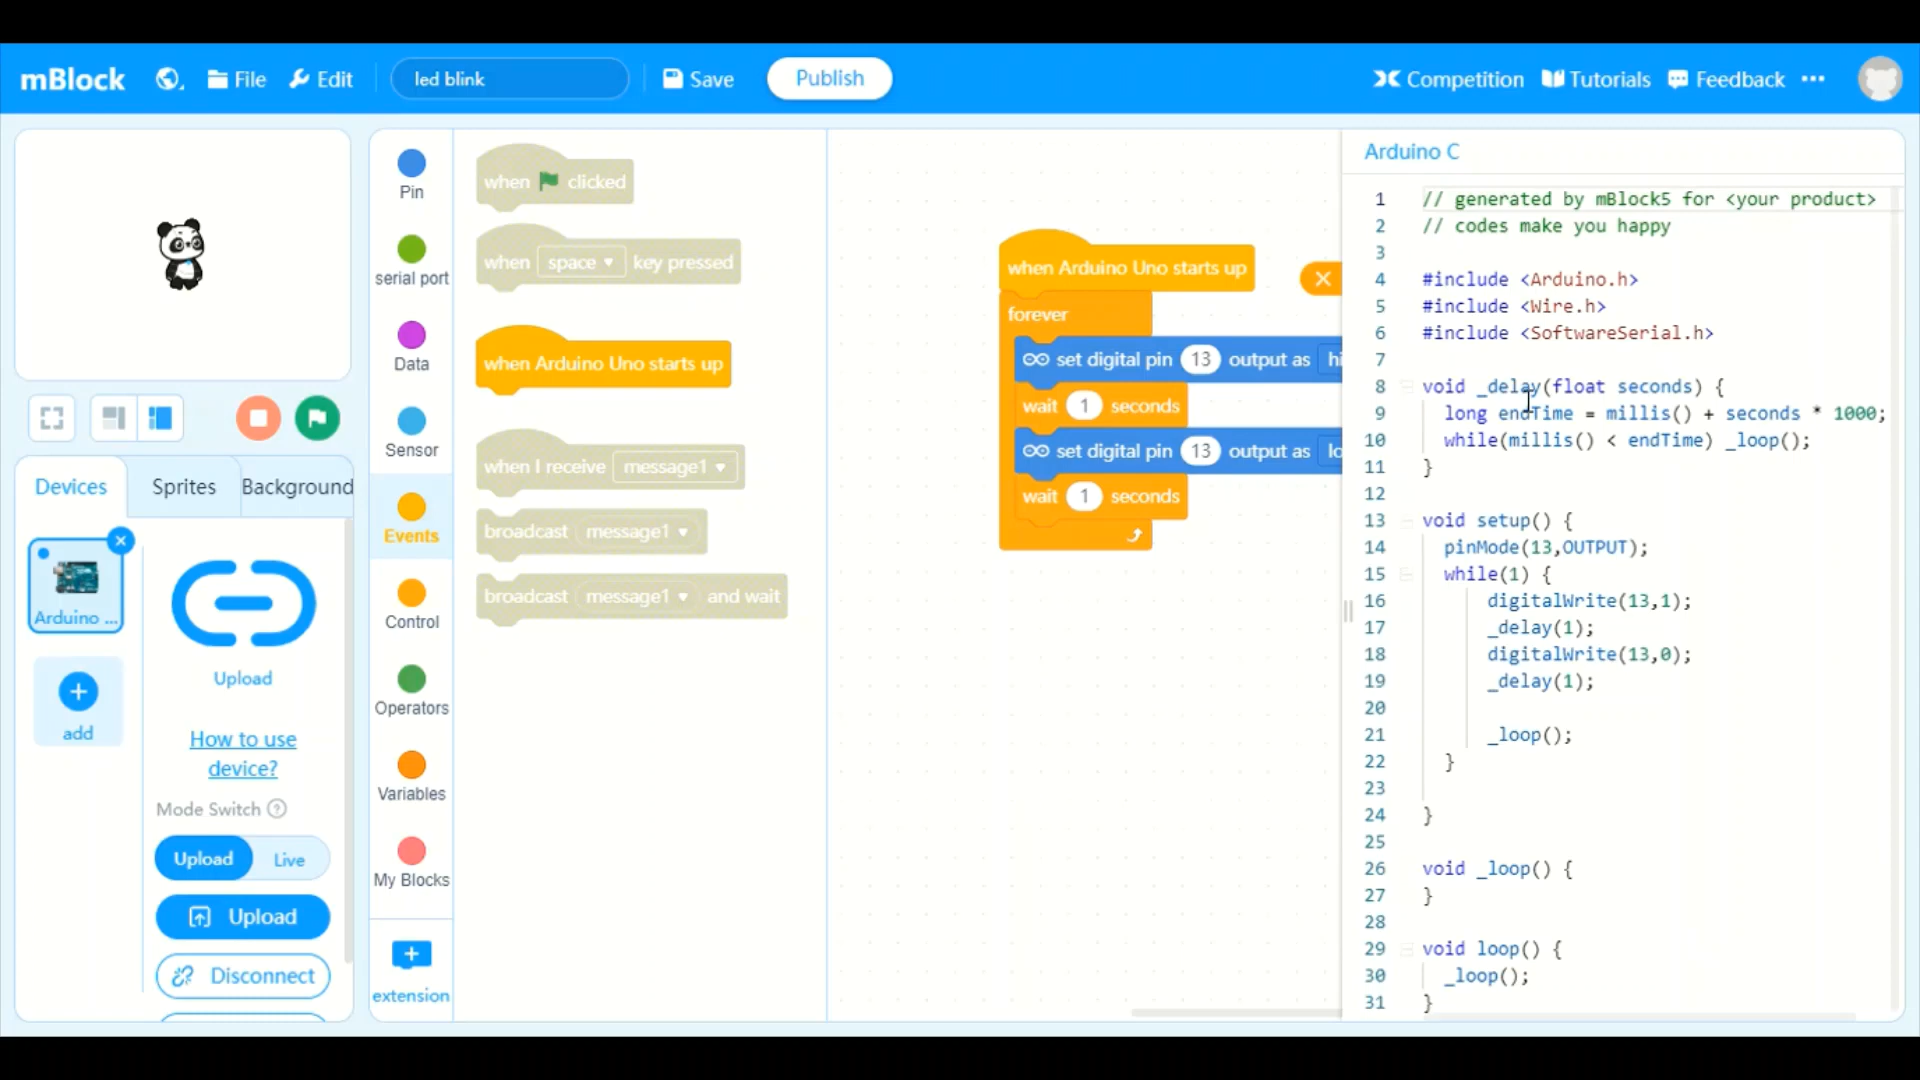 mBlock File Edit led blink Save Publish Competition Tutorials Feedback •••
Devices Sprites Background
Arduino ...
add
Upload
How to use
device?
Mode Switch ?
Upload Live
Upload
Disconnect
Pin
serial port
Data
Sensor
Events
Control
Operators
Variables
My Blocks
extension
when clicked
when space key pressed
when Arduino Uno starts up
when I receive message1
broadcast message1
broadcast message1 and wait
when Arduino Uno starts up
forever
set digital pin 13 output as hi
wait 1 seconds
set digital pin 13 output as lo
wait 1 seconds
Arduino C
1 // generated by mBlock5 for <your product>
2 // codes make you happy
3
4 #include <Arduino.h>
5 #include <Wire.h>
6 #include <SoftwareSerial.h>
7
8 void _delay(float seconds) {
9 long endTime = millis() + seconds * 1000;
10 while(millis() < endTime) _loop();
11 }
12
13 void setup() {
14 pinMode(13,OUTPUT);
15 while(1) {
16 digitalWrite(13,1);
17 _delay(1);
18 digitalWrite(13,0);
19 _delay(1);
20
21 _loop();
22 }
23
24 }
25
26 void _loop() {
27 }
28
29 void loop() {
30 _loop();
31 }